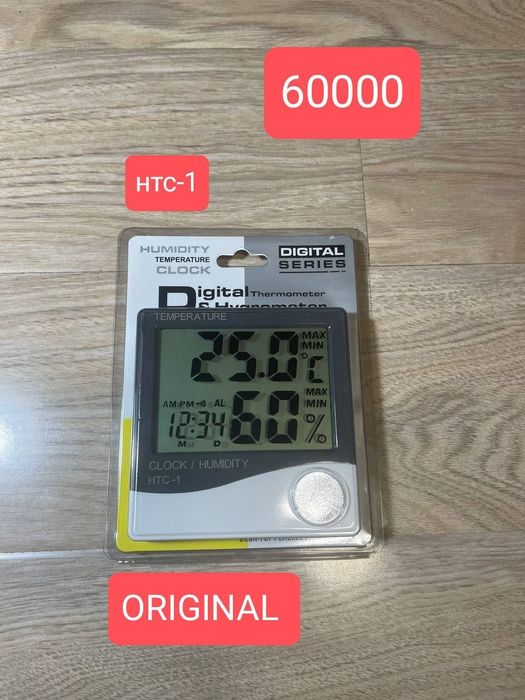 60000
HTC-1
HUMIDITY
TEMPERATURE
CLOCK
DIGITAL
SERIES
Digital Thermometer
& Hygrometer
TEMPERATURE
25.0 °C
MAX
MIN
AM PM AL
12:34
M D
60 %
MAX
MIN
CLOCK / HUMIDITY
HTC-1
ORIGINAL